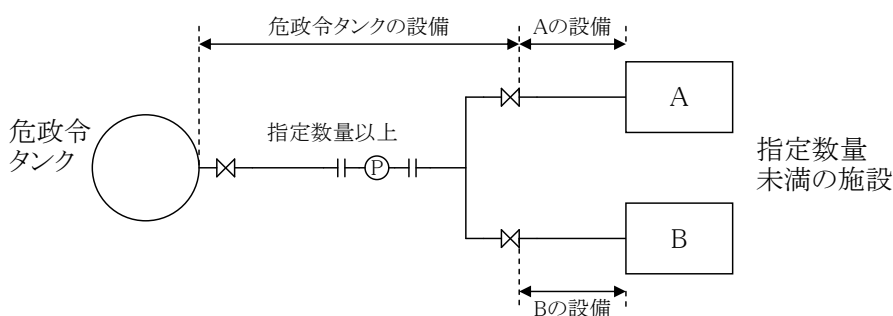 危政令タンクの設備
Aの設備
危政令
タンク
指定数量以上
P
A
指定数量
未満の施設
B
Bの設備